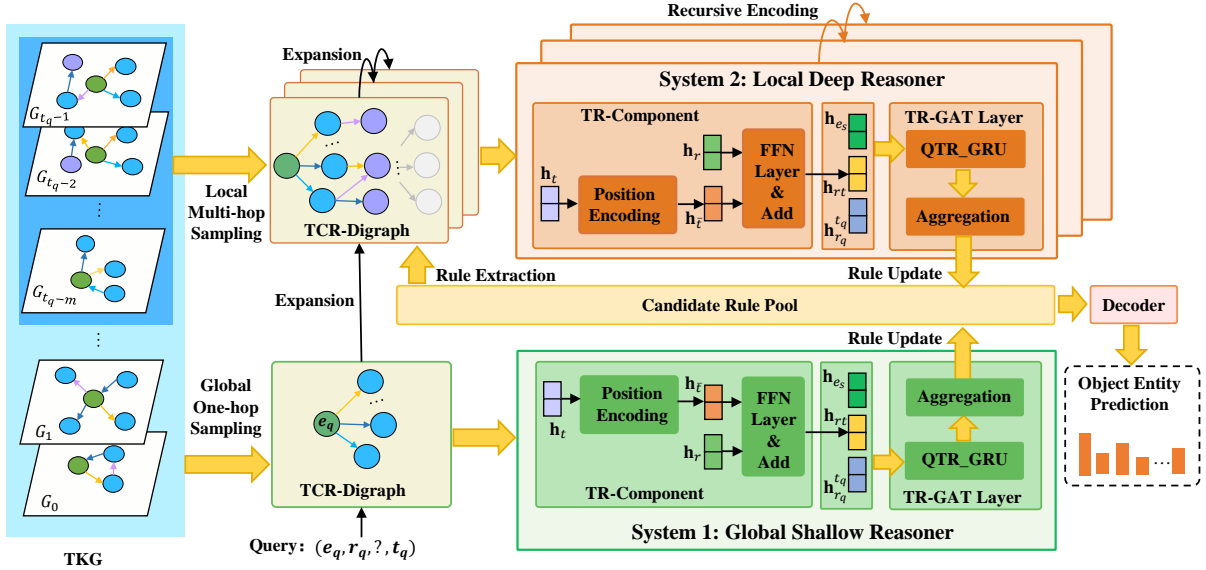 Recursive Encoding
Expansion
System 2: Local Deep Reasoner
TR-Component
TR-GAT Layer
G_{t_q-1}
G_{t_q-2}
⋮
G_{t_q-m}
⋮
G_1
G_0
TKG
Local
Multi-hop
Sampling
...
⋮
...
TCR-Digraph
h_t
Position
Encoding
h_r
h_{\bar{t}}
FFN
Layer
&
Add
h_{e_s}
h_{rt}
h_{r_q}^{t_q}
QTR_GRU
Aggregation
Rule Extraction
Rule Update
Expansion
Candidate Rule Pool
Decoder
Rule Update
Global
One-hop
Sampling
e_q
...
...
TCR-Digraph
Query: (e_q, r_q, ?, t_q)
h_t
Position
Encoding
h_{\bar{t}}
h_r
FFN
Layer
&
Add
TR-Component
h_{e_s}
h_{rt}
h_{r_q}^{t_q}
Aggregation
QTR_GRU
TR-GAT Layer
System 1: Global Shallow Reasoner
Object Entity
Prediction
...